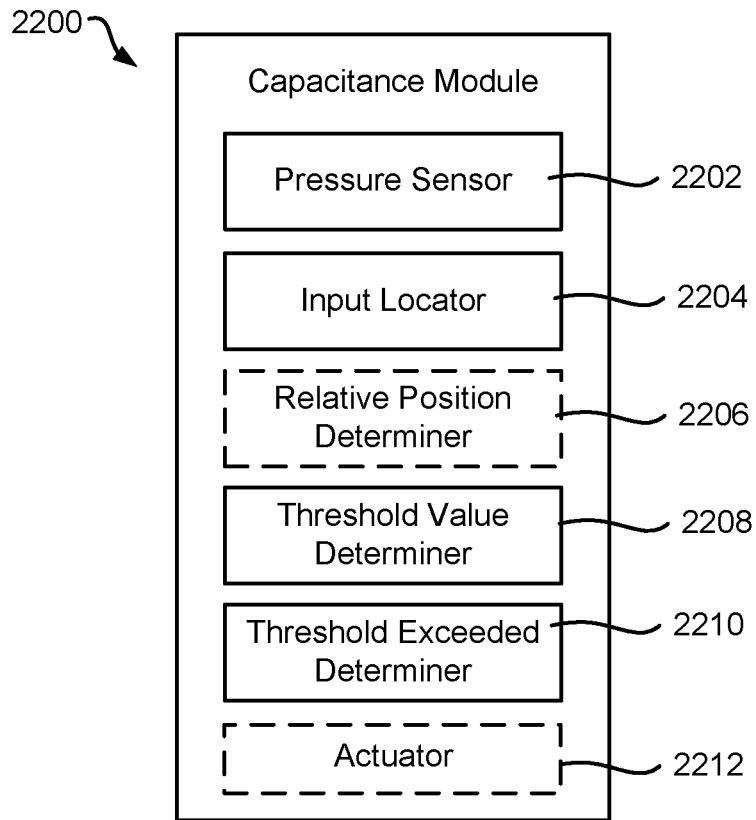 2200
Capacitance Module
Pressure Sensor
2202
Input Locator
2204
Relative Position
Determiner
2206
Threshold Value
Determiner
2208
Threshold Exceeded
Determiner
2210
Actuator
2212